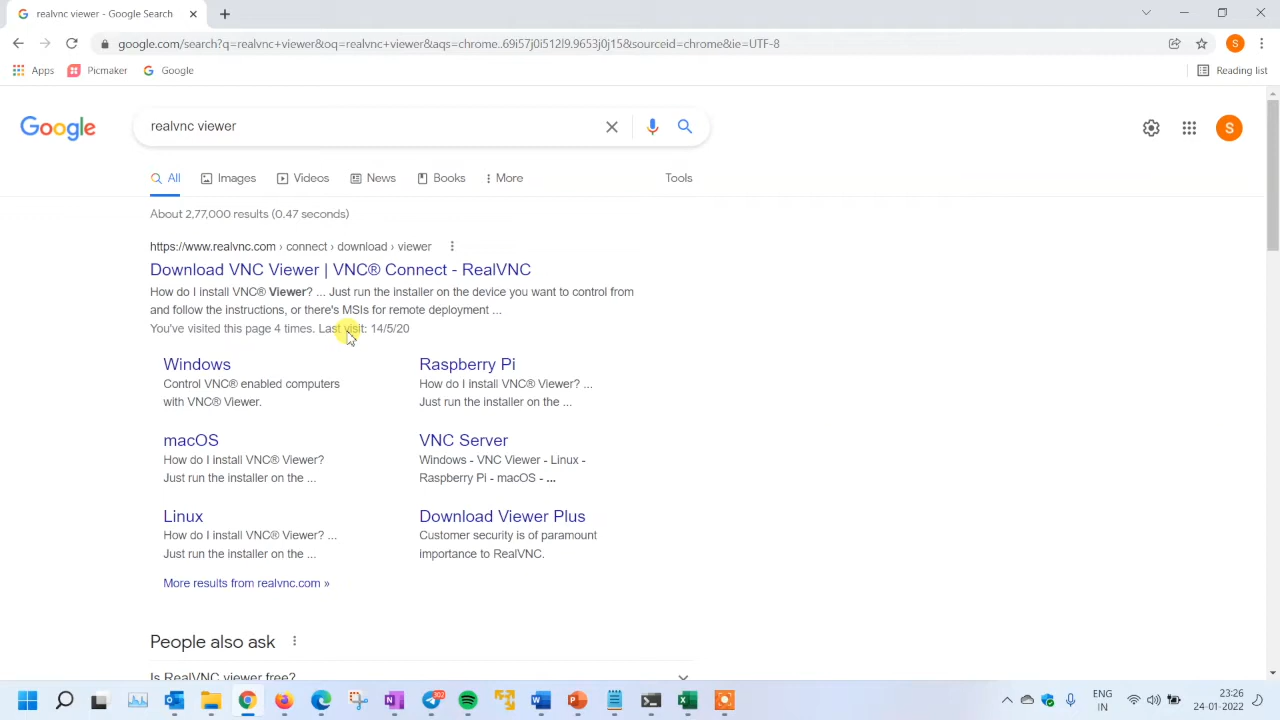 realvnc viewer - Google Search
google.com/search?q=realvnc+viewer&oq=realvnc+viewer&aqs=chrome..69i57j0i512l9.9653j0j15&sourceid=chrome&ie=UTF-8
S
Apps
Picmaker
Google
Reading list
Google
realvnc viewer
S
All
Images
Videos
News
Books
More
Tools
About 2,77,000 results (0.47 seconds)
https://www.realvnc.com › connect › download › viewer
Download VNC Viewer | VNC® Connect - RealVNC
How do I install VNC® Viewer? ... Just run the installer on the device you want to control from
and follow the instructions, or there's MSIs for remote deployment ...
You've visited this page 4 times. Last visit: 14/5/20
Windows
Control VNC® enabled computers
with VNC® Viewer.
Raspberry Pi
How do I install VNC® Viewer? ...
Just run the installer on the ...
macOS
How do I install VNC® Viewer?
Just run the installer on the ...
VNC Server
Windows - VNC Viewer - Linux -
Raspberry Pi - macOS - ...
Linux
How do I install VNC® Viewer? ...
Just run the installer on the ...
Download Viewer Plus
Customer security is of paramount
importance to RealVNC.
More results from realvnc.com »
People also ask
Is RealVNC viewer free?
302
ENG
IN
23:26
24-01-2022